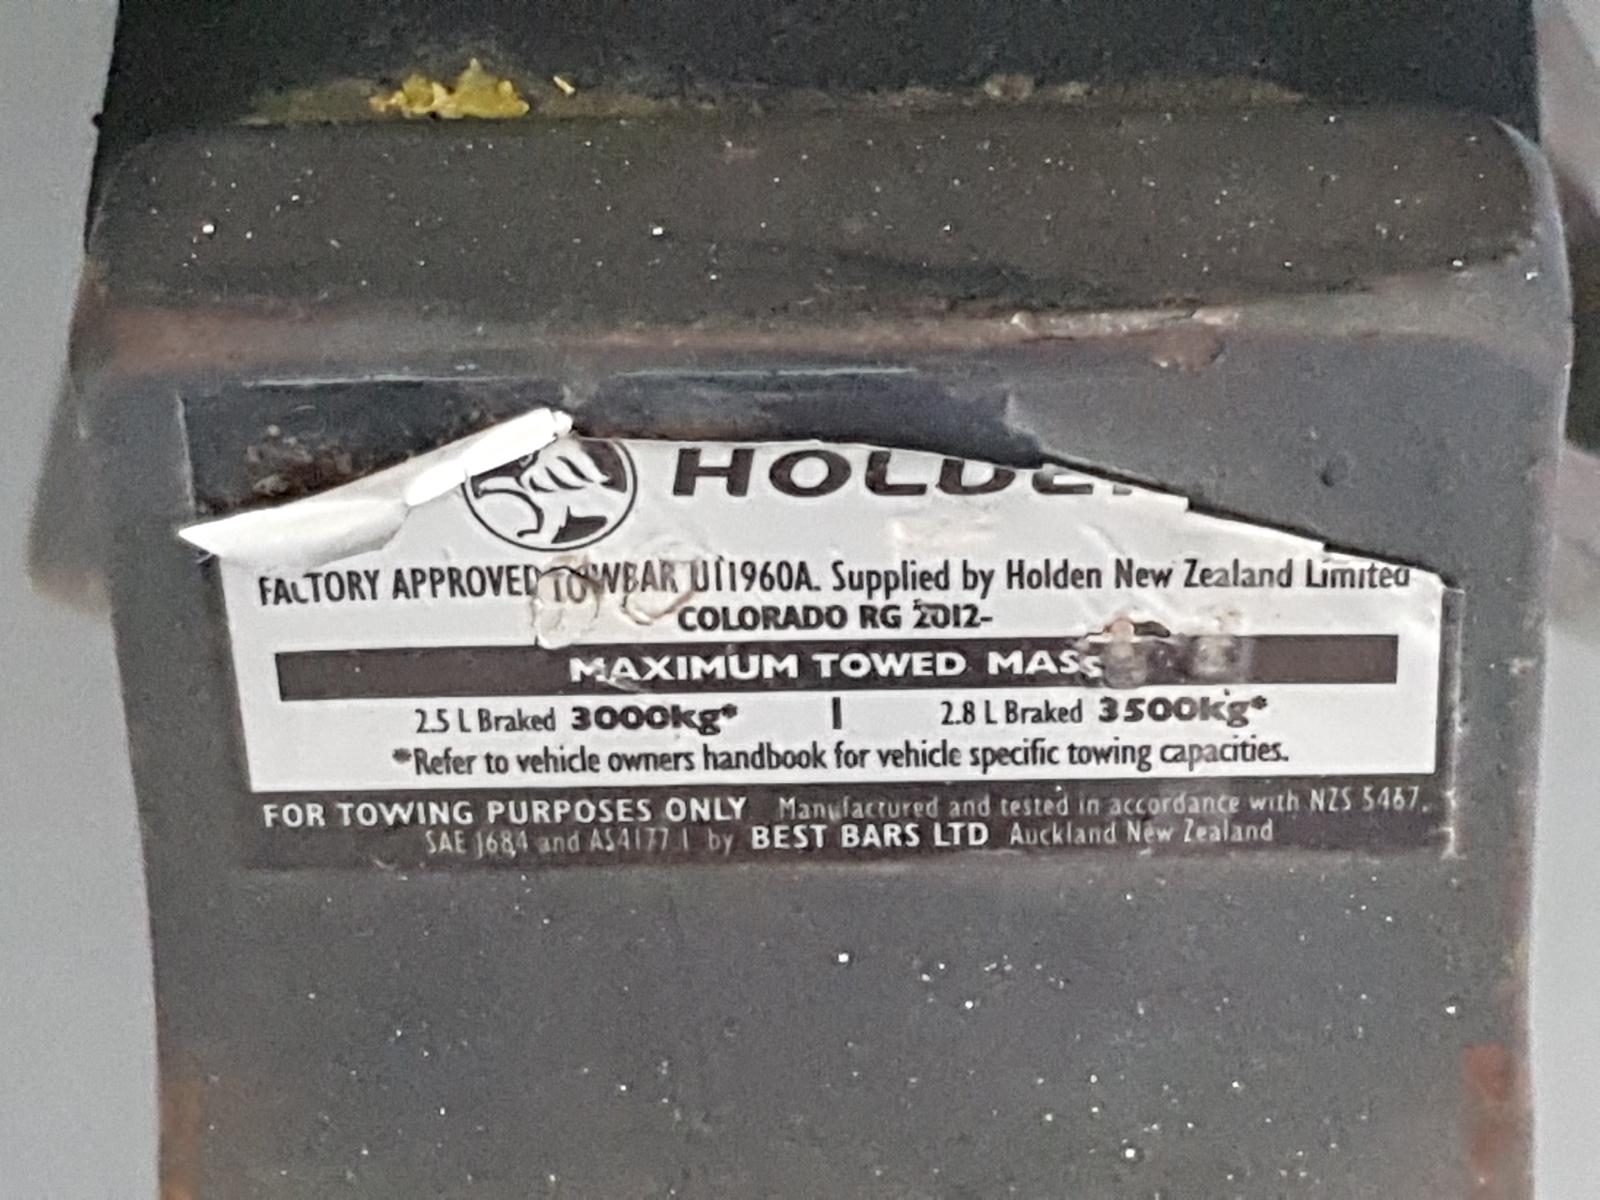 HOLDEN
FACTORY APPROVED TOWBAR UT1960A. Supplied by Holden New Zealand Limited
COLORADO RG 2012-
MAXIMUM TOWED MASS
2.5 L Braked 3000kg* | 2.8 L Braked 3500kg*
*Refer to vehicle owners handbook for vehicle specific towing capacities.
FOR TOWING PURPOSES ONLY Manufactured and tested in accordance with NZS 5467,
SAE J684 and AS4177 1 by BEST BARS LTD Auckland New Zealand